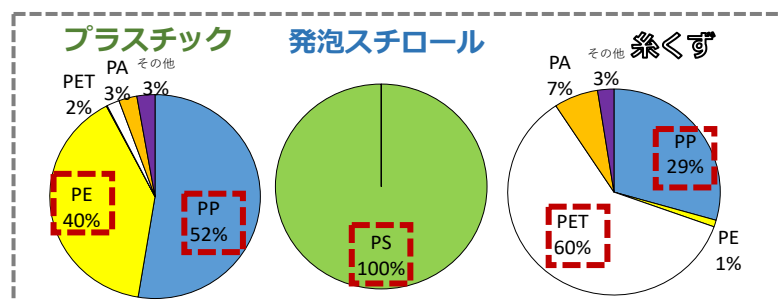 プラスチック
PP
52%
PE
40%
PET
2%
PA
3%
その他
3%
発泡スチロール
PS
100%
糸くず
PP
29%
PE
1%
PET
60%
PA
7%
その他
3%